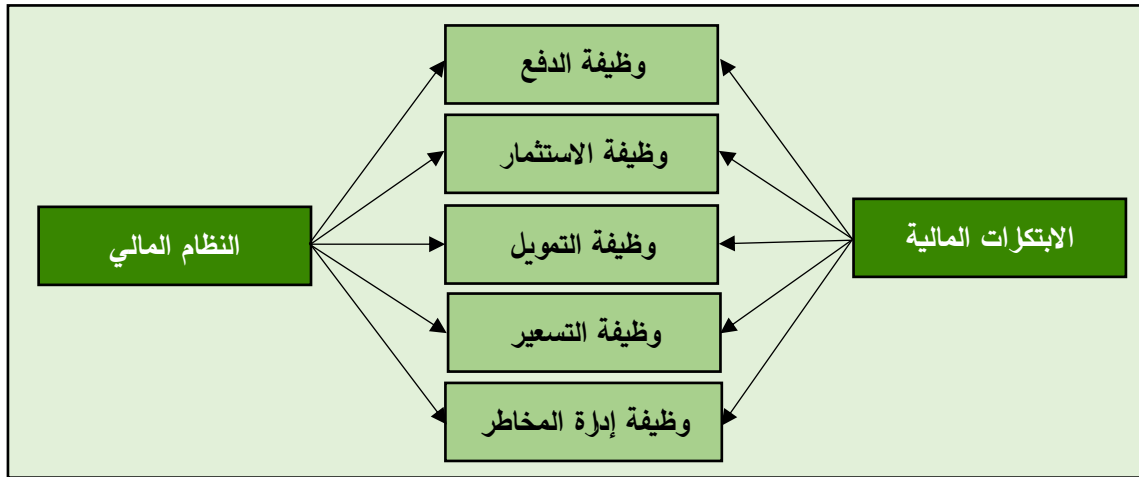 وظيفة الدفع
وظيفة الاستثمار
الابتكارات المالية
وظيفة التمويل
النظام المالي
وظيفة التسعير
وظيفة إدارة المخاطر